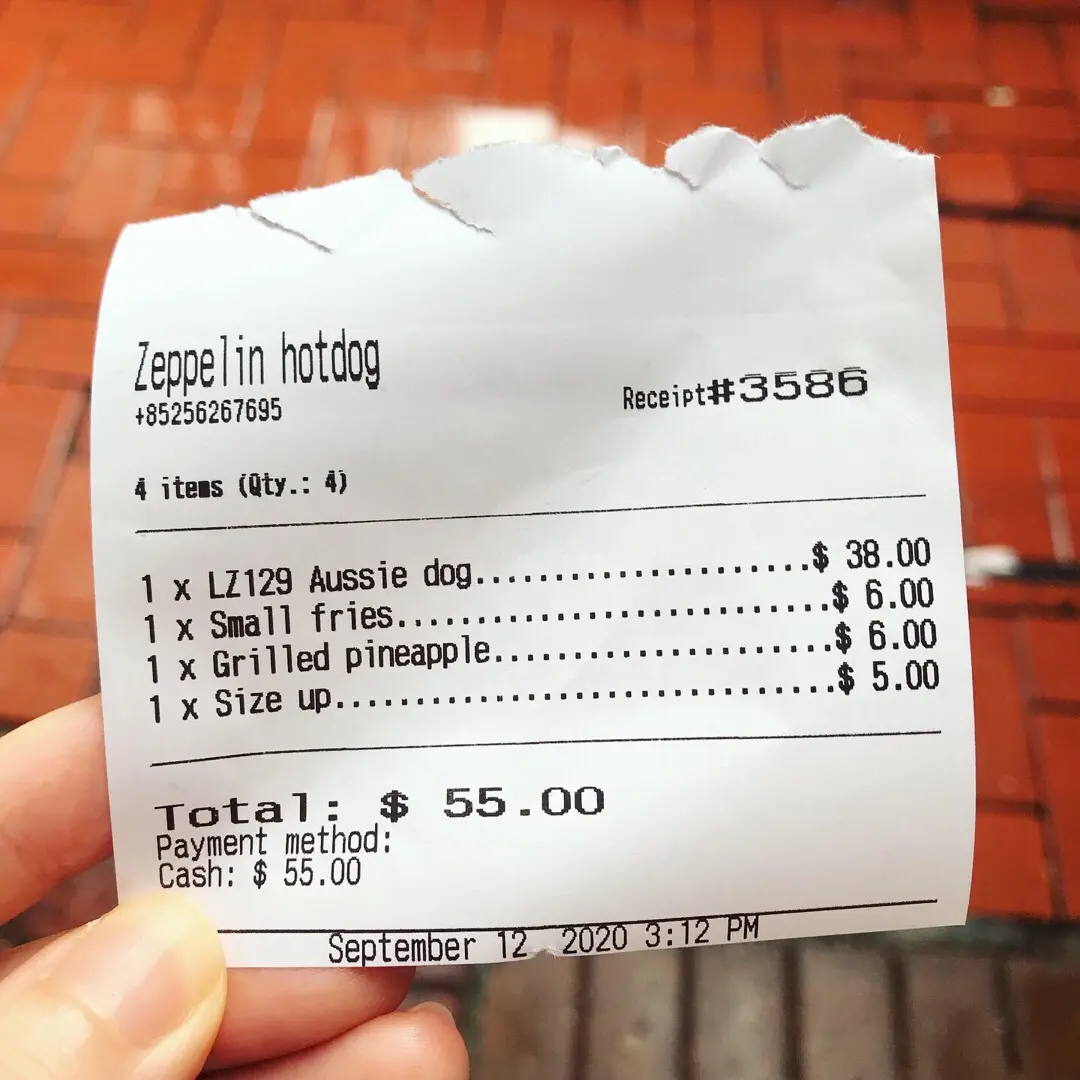 Zeppelin hotdog
+85256267695
Receipt#3586
4 items (Qty.: 4)
1 x LZ129 Aussie dog......................$ 38.00
1 x Small fries...........................$ 6.00
1 x Grilled pineapple.....................$ 6.00
1 x Size up...............................$ 5.00
Total: $ 55.00
Payment method:
Cash: $ 55.00
September 12 2020 3:12 PM